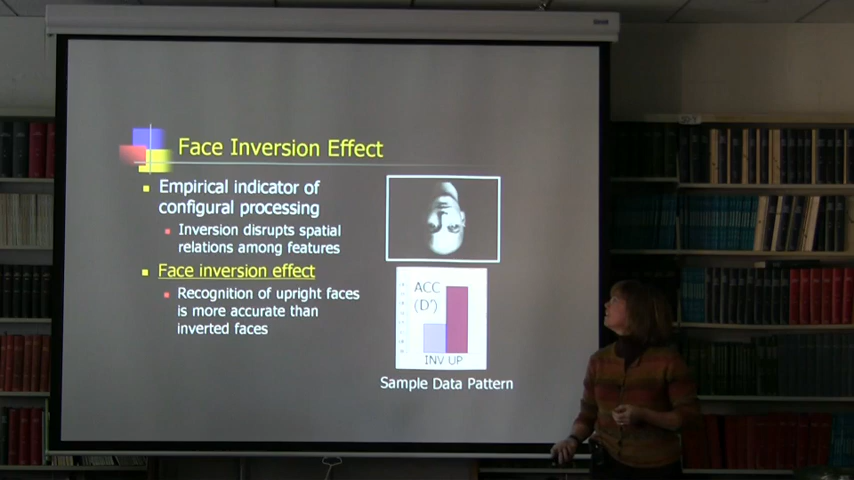 Face Inversion Effect
Empirical indicator of
configural processing
Inversion disrupts spatial
relations among features
Face inversion effect
Recognition of upright faces
is more accurate than
inverted faces
ACC
(D')
INV UP
Sample Data Pattern